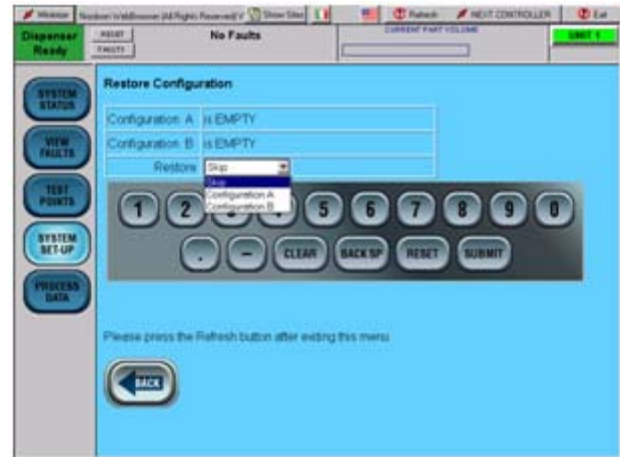 Minimize Nordson WebBrowser (All Rights Reserved) V Show Sites Refresh NEXT CONTROLLER Exit
Dispenser Ready
RESET FAULTS
No Faults
CURRENT PART VOLUME
UNIT 1
SYSTEM STATUS
VIEW FAULTS
TEST POINTS
SYSTEM SET-UP
PROCESS DATA
Restore Configuration
Configuration A is EMPTY
Configuration B is EMPTY
Restore Skip
Skip
Configuration A
Configuration B
1 2 3 4 5 6 7 8 9 0
. - CLEAR BACK SP RESET SUBMIT
Please press the Refresh button after exiting this menu
BACK